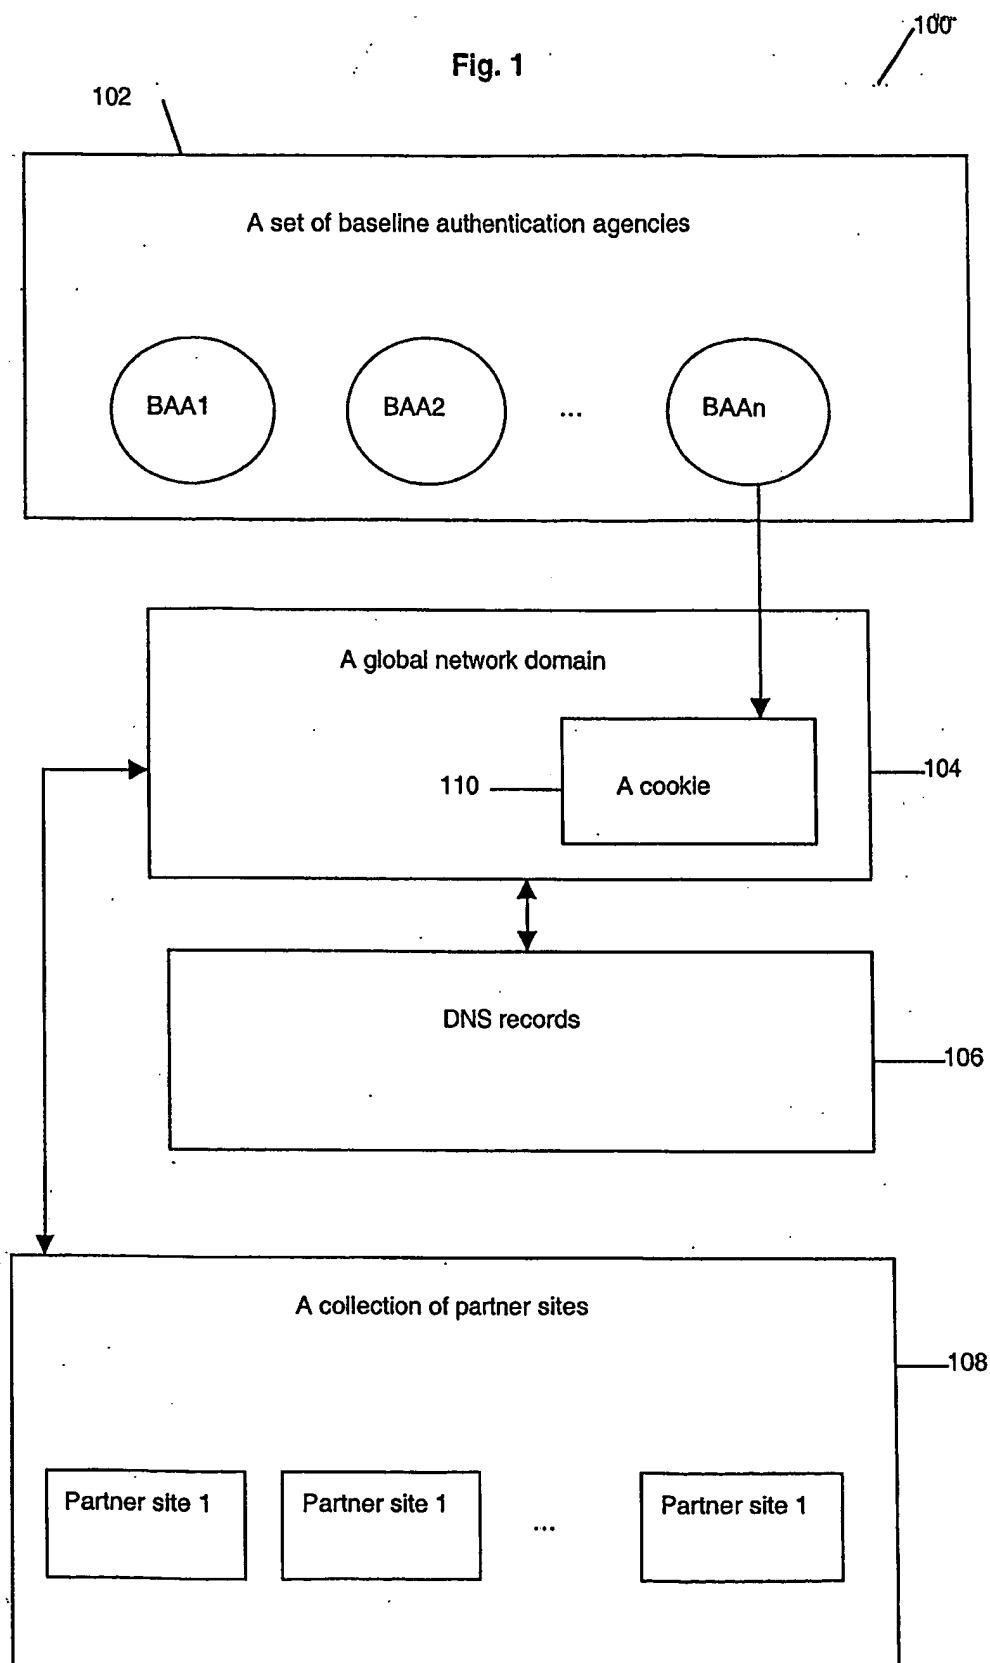 100
Fig. 1
102
A set of baseline authentication agencies
BAA1 BAA2 ... BAAn
A global network domain
110 A cookie 104
DNS records
106
A collection of partner sites
108
Partner site 1 Partner site 1 ... Partner site 1